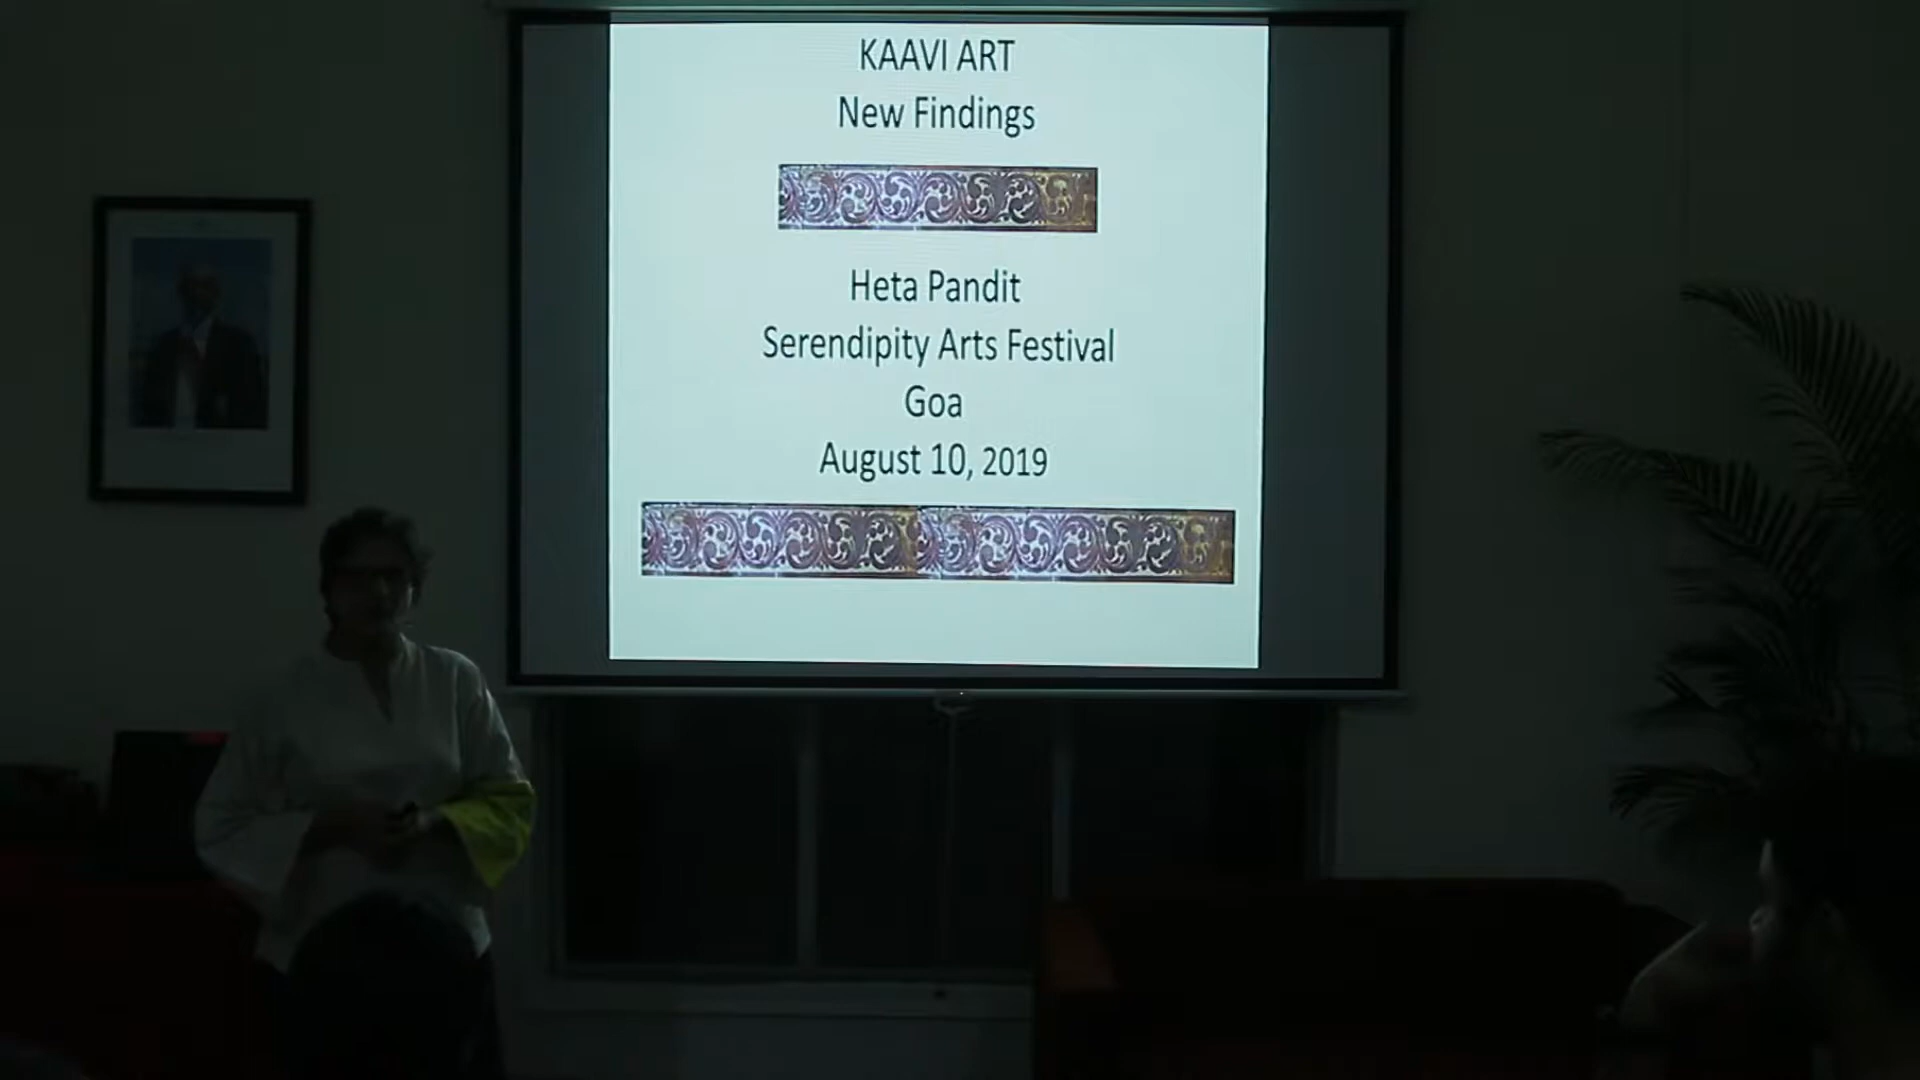 KAAVI ART
New Findings
Heta Pandit
Serendipity Arts Festival
Goa
August 10, 2019